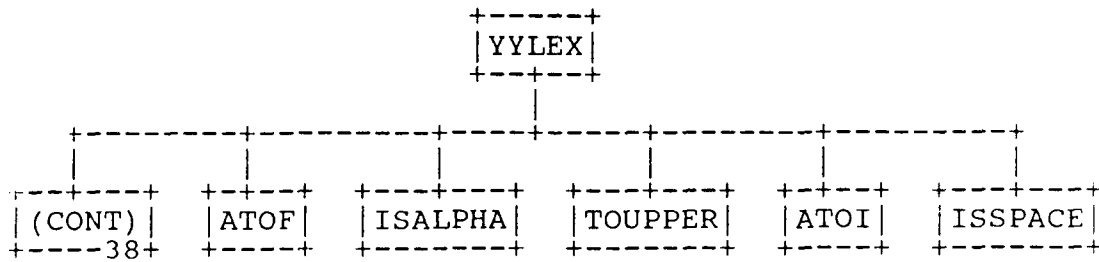 YYLEX
(CONT) ATOF ISALPHA TOUPPER ATOI ISSPACE
38